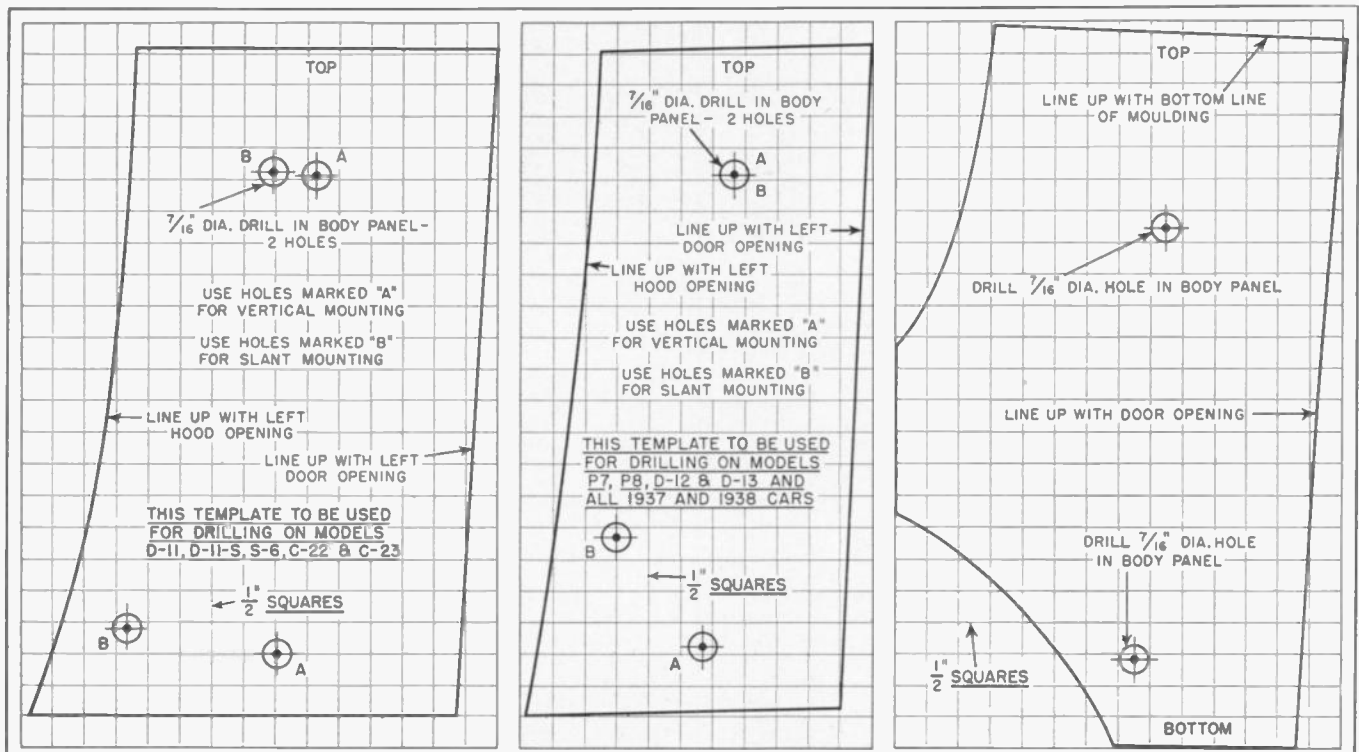 TOP
B
A
7/16" DIA. DRILL IN BODY PANEL-
2 HOLES
USE HOLES MARKED "A"
FOR VERTICAL MOUNTING
USE HOLES MARKED "B"
FOR SLANT MOUNTING
LINE UP WITH LEFT
HOOD OPENING
LINE UP WITH LEFT
DOOR OPENING
THIS TEMPLATE TO BE USED
FOR DRILLING ON MODELS
D-11, D-11-S, S-6, C-22 & C-23
1/2" SQUARES
B
A
TOP
7/16" DIA. DRILL IN BODY
PANEL- 2 HOLES
A
B
LINE UP WITH LEFT
DOOR OPENING
LINE UP WITH LEFT
HOOD OPENING
USE HOLES MARKED "A"
FOR VERTICAL MOUNTING
USE HOLES MARKED "B"
FOR SLANT MOUNTING
THIS TEMPLATE TO BE USED
FOR DRILLING ON MODELS
P7, P8, D-12 & D-13 AND
ALL 1937 AND 1938 CARS
B
1/2" SQUARES
A
TOP
LINE UP WITH BOTTOM LINE
OF MOULDING
DRILL 7/16" DIA. HOLE IN BODY PANEL
LINE UP WITH DOOR OPENING
DRILL 7/16" DIA. HOLE
IN BODY PANEL
1/2" SQUARES
BOTTOM